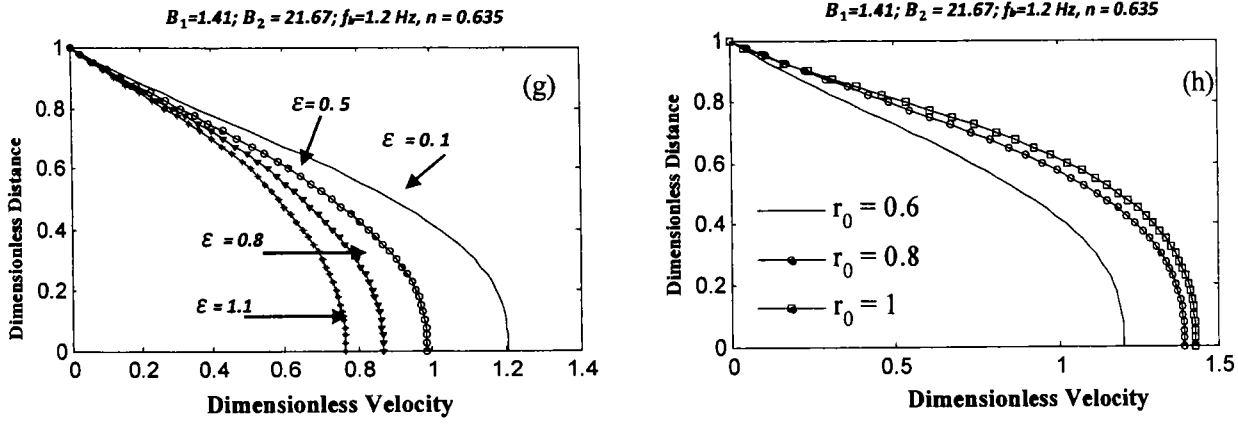 B₁=1.41; B₂ = 21.67; fᵦ=1.2 Hz, n = 0.635
(g)
1
0.8
0.6
0.4
0.2
0
Dimensionless Distance
ε = 0.5
ε = 0.1
ε = 0.8
ε = 1.1
0 0.2 0.4 0.6 0.8 1 1.2 1.4
Dimensionless Velocity
B₁=1.41; B₂ = 21.67; fᵦ=1.2 Hz, n = 0.635
(h)
1
0.8
0.6
0.4
0.2
0
Dimensionless Distance
r₀ = 0.6
r₀ = 0.8
r₀ = 1
0 0.5 1 1.5
Dimensionless Velocity